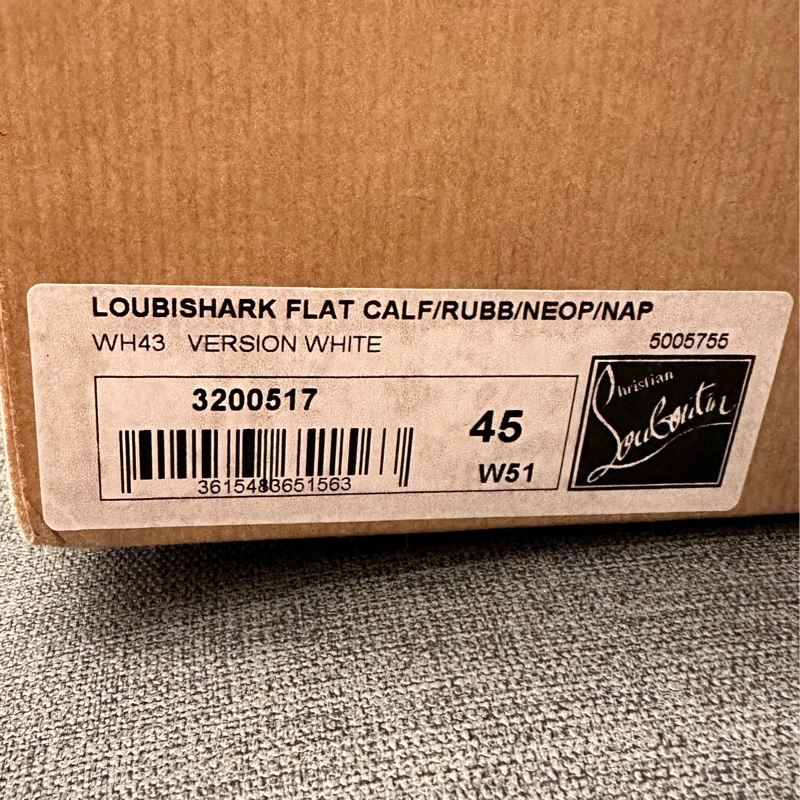 LOUBISHARK FLAT CALF/RUBB/NEOP/NAP
WH43 VERSION WHITE
5005755
3200517
3615483651563
45
W51
Christian
Louboutin